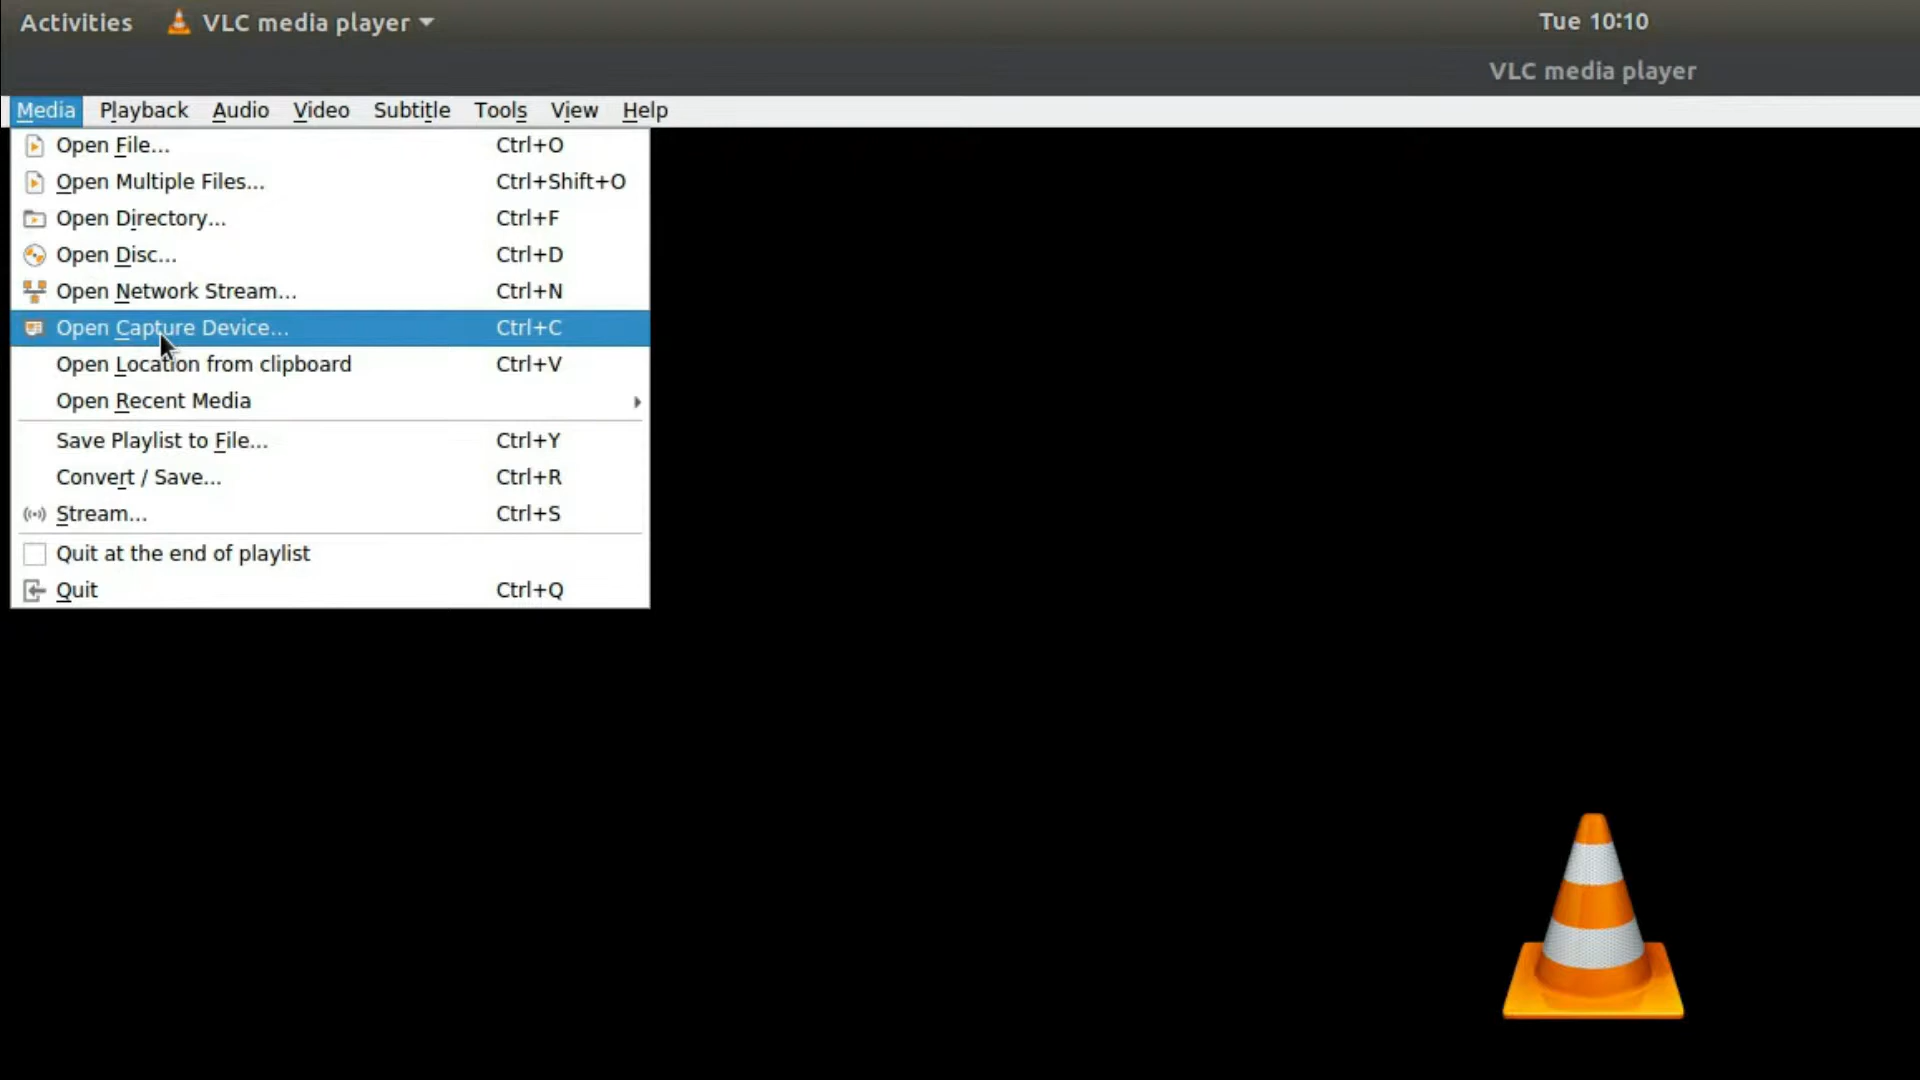 Activities VLC media player Tue 10:10
VLC media player
Media Playback Audio Video Subtitle Tools View Help
Open File... Ctrl+O
Open Multiple Files... Ctrl+Shift+O
Open Directory... Ctrl+F
Open Disc... Ctrl+D
Open Network Stream... Ctrl+N
Open Capture Device... Ctrl+C
Open Location from clipboard Ctrl+V
Open Recent Media
Save Playlist to File... Ctrl+Y
Convert / Save... Ctrl+R
Stream... Ctrl+S
Quit at the end of playlist
Quit Ctrl+Q